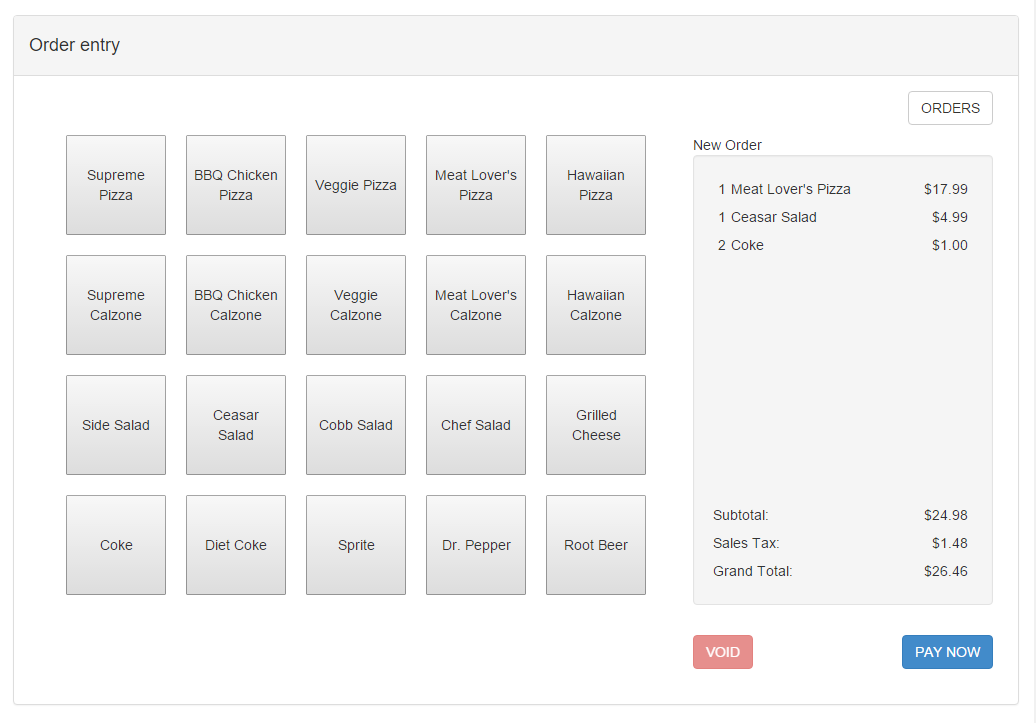 Order entry
ORDERS
Supreme
Pizza
BBQ Chicken
Pizza
Veggie Pizza
Meat Lover's
Pizza
Hawaiian
Pizza
Supreme
Calzone
BBQ Chicken
Calzone
Veggie
Calzone
Meat Lover's
Calzone
Hawaiian
Calzone
Side Salad
Ceasar
Salad
Cobb Salad
Chef Salad
Grilled
Cheese
Coke
Diet Coke
Sprite
Dr. Pepper
Root Beer
New Order
1 Meat Lover's Pizza $17.99
1 Ceasar Salad $4.99
2 Coke $1.00
Subtotal: $24.98
Sales Tax: $1.48
Grand Total: $26.46
VOID
PAY NOW